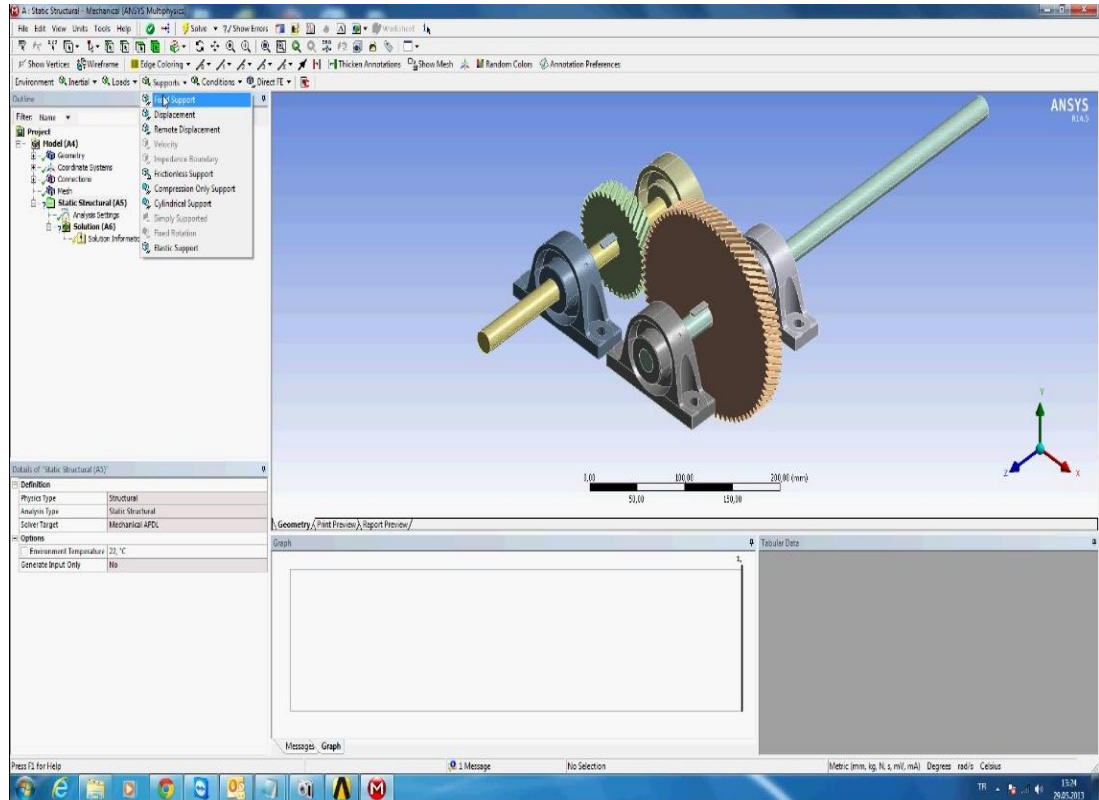 A : Static Structural - Mechanical [ANSYS Multiphysics]
File Edit View Units Tools Help Solve ?/ Show Errors Worksheet
Show Vertices Wireframe Edge Coloring Thicken Annotations Show Mesh Random Colors Annotation Preferences
Environment Inertial Loads Supports Conditions Direct FE
Outline
Filter: Name
Project
Model (A4)
Geometry
Coordinate Systems
Connections
Mesh
Static Structural (A5)
Analysis Settings
Solution (A6)
Solution Informatio
Fixed Support
Displacement
Remote Displacement
Velocity
Impedance Boundary
Frictionless Support
Compression Only Support
Cylindrical Support
Simply Supported
Fixed Rotation
Elastic Support
ANSYS
R14.5
Y
Z X
0,00 100,00 200,00 (mm)
50,00 150,00
Geometry Print Preview Report Preview
Details of "Static Structural (A5)"
Definition
Physics Type Structural
Analysis Type Static Structural
Solver Target Mechanical APDL
Options
Environment Temperature 22, °C
Generate Input Only No
Graph
1,
Tabular Data
Messages Graph
Press F1 for Help 1 Message No Selection Metric (mm, kg, N, s, mV, mA) Degrees rad/s Celsius
TR 13:24
29.05.2013